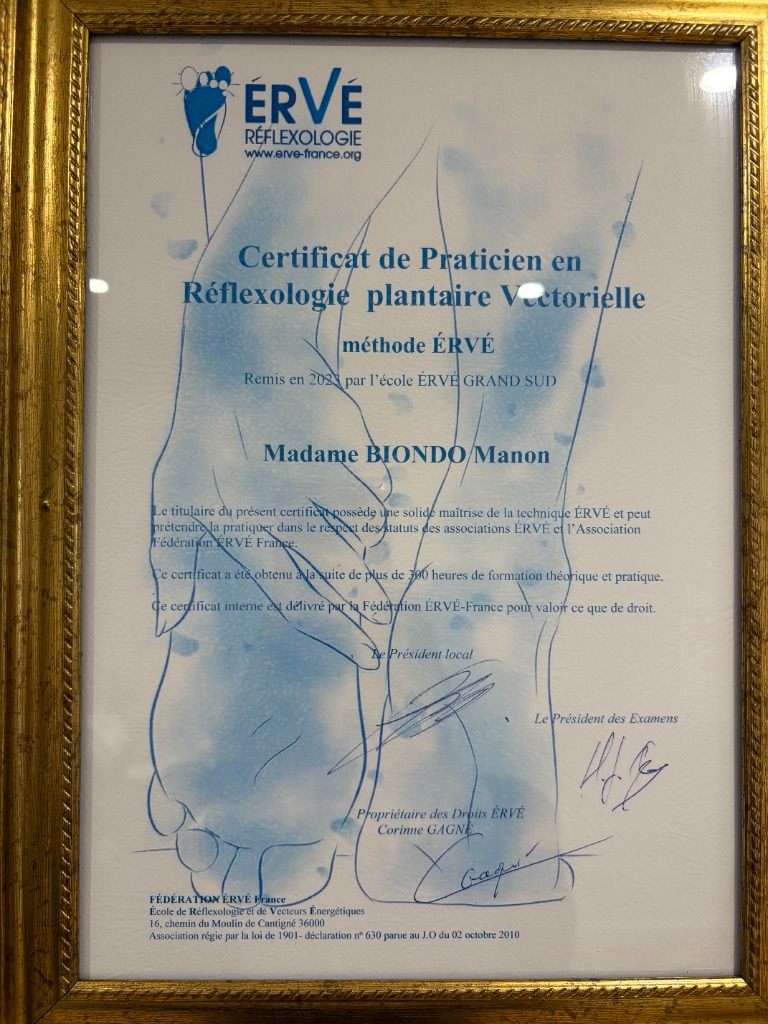 ÉRVÉ
RÉFLEXOLOGIE
www.erve-france.org
Certificat de Praticien en
Réflexologie plantaire Vectorielle
méthode ÉRVÉ
Remis en 2023 par l'école ÉRVÉ GRAND SUD
Madame BIONDO Manon
Le titulaire du présent certificat possède une solide maîtrise de la technique ÉRVÉ et peut
prétendre la pratiquer dans le respect des statuts des associations ÉRVÉ et l'Association
Fédération ÉRVÉ France.
Ce certificat a été obtenu à la suite de plus de 300 heures de formation théorique et pratique.
Ce certificat interne est délivré par la Fédération ÉRVÉ-France pour valoir ce que de droit.
Le Président local
Le Président des Examens
Propriétaire des Droits ÉRVÉ
Corinne GAGNÉ
Gagné
FÉDÉRATION ÉRVÉ France
École de Réflexologie et de Vecteurs Énergétiques
16, chemin du Moulin de Cantigné 36000
Association régie par la loi de 1901- déclaration n° 630 parue au J.O du 02 octobre 2010